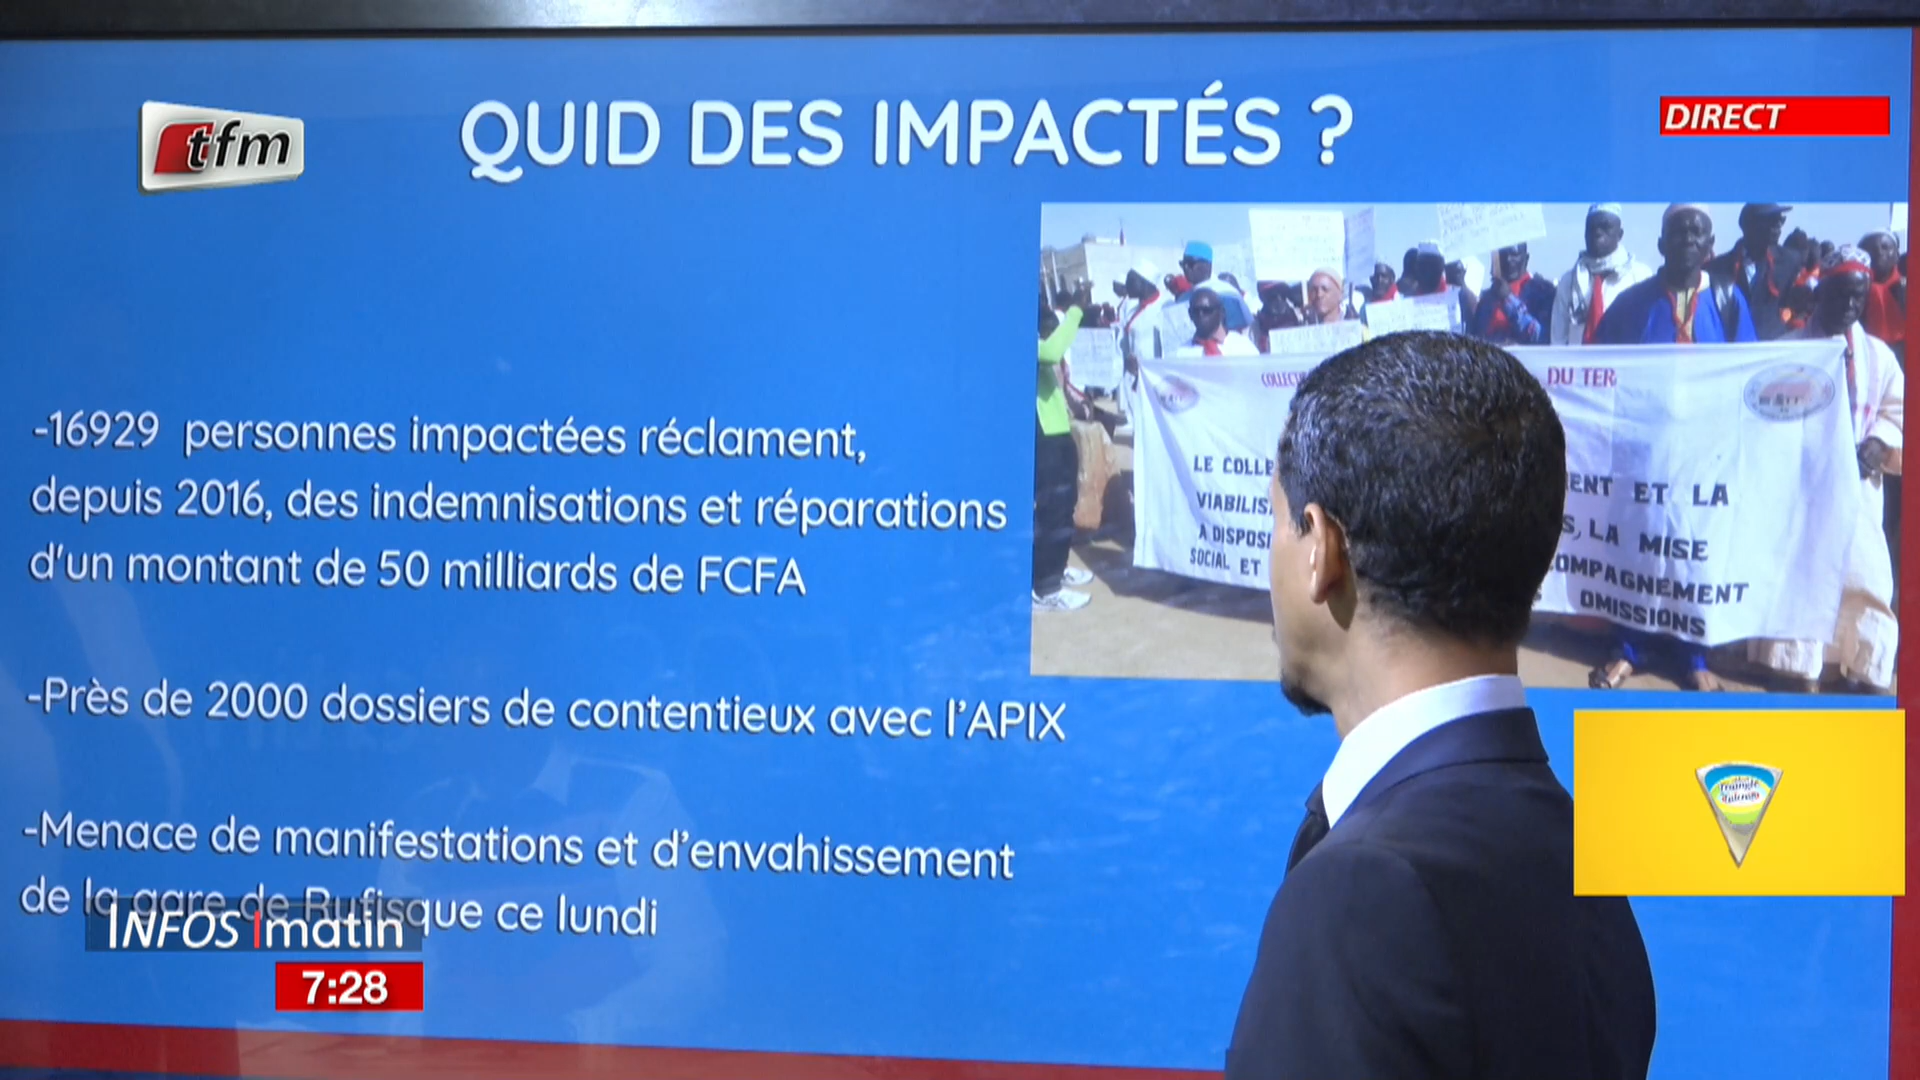 tfm
QUID DES IMPACTÉS ?
DIRECT
-16929 personnes impactées réclament,
depuis 2016, des indemnisations et réparations
d'un montant de 50 milliards de FCFA
-Près de 2000 dossiers de contentieux avec l'APIX
-Menace de manifestations et d'envahissement
de la gare de Rufisque ce lundi
DU TER
LE COLLE
ENT ET LA
VIABILIS
S, LA MISE
A DISPOSI
OMPAGNEMENT
SOCIAL ET
OMISSIONS
INFOS matin
7:28